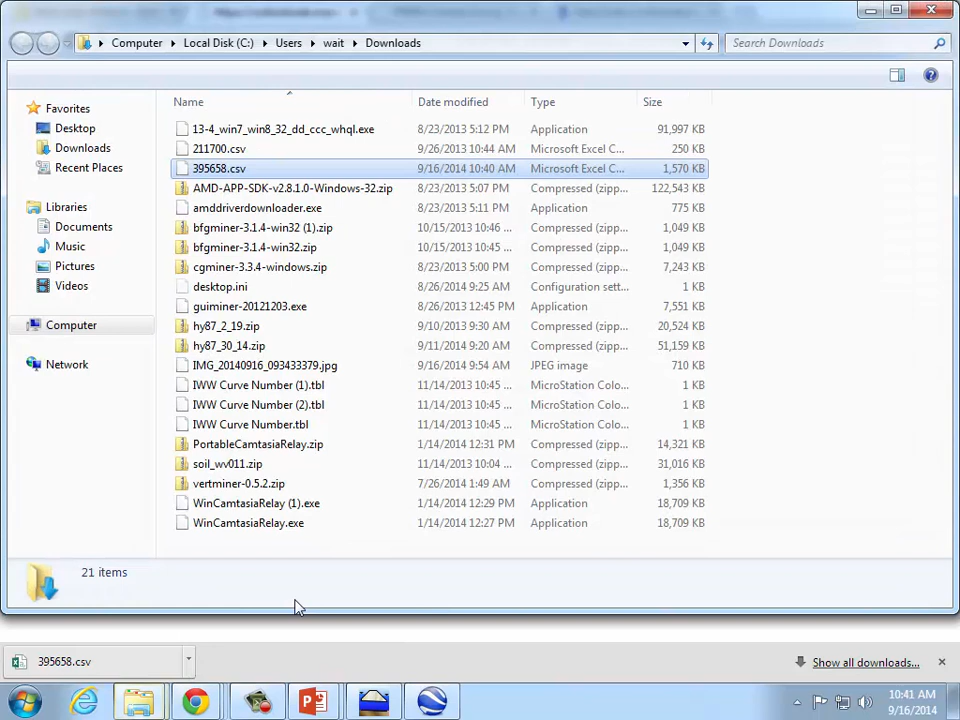 Computer ▸ Local Disk (C:) ▸ Users ▸ wait ▸ Downloads
Search Downloads
Favorites
Desktop
Downloads
Recent Places
Libraries
Documents
Music
Pictures
Videos
Computer
Network
Name Date modified Type Size
13-4_win7_win8_32_dd_ccc_whql.exe 8/23/2013 5:12 PM Application 91,997 KB
211700.csv 9/26/2013 10:44 AM Microsoft Excel C... 250 KB
395658.csv 9/16/2014 10:40 AM Microsoft Excel C... 1,570 KB
AMD-APP-SDK-v2.8.1.0-Windows-32.zip 8/23/2013 5:07 PM Compressed (zipp... 122,543 KB
amddriverdownloader.exe 8/23/2013 5:11 PM Application 775 KB
bfgminer-3.1.4-win32 (1).zip 10/15/2013 10:46 ... Compressed (zipp... 1,049 KB
bfgminer-3.1.4-win32.zip 10/15/2013 10:45 ... Compressed (zipp... 1,049 KB
cgminer-3.3.4-windows.zip 8/23/2013 5:00 PM Compressed (zipp... 7,243 KB
desktop.ini 8/26/2014 9:25 AM Configuration sett... 1 KB
guiminer-20121203.exe 8/26/2013 12:45 PM Application 7,551 KB
hy87_2_19.zip 9/10/2013 9:30 AM Compressed (zipp... 20,524 KB
hy87_30_14.zip 9/11/2014 9:20 AM Compressed (zipp... 51,159 KB
IMG_20140916_093433379.jpg 9/16/2014 9:54 AM JPEG image 710 KB
IWW Curve Number (1).tbl 11/14/2013 10:45 ... MicroStation Colo... 1 KB
IWW Curve Number (2).tbl 11/14/2013 10:45 ... MicroStation Colo... 1 KB
IWW Curve Number.tbl 11/14/2013 10:45 ... MicroStation Colo... 1 KB
PortableCamtasiaRelay.zip 1/14/2014 12:31 PM Compressed (zipp... 14,321 KB
soil_wv011.zip 11/14/2013 10:04 ... Compressed (zipp... 31,016 KB
vertminer-0.5.2.zip 7/26/2014 1:49 AM Compressed (zipp... 1,356 KB
WinCamtasiaRelay (1).exe 1/14/2014 12:29 PM Application 18,709 KB
WinCamtasiaRelay.exe 1/14/2014 12:27 PM Application 18,709 KB
21 items
395658.csv
Show all downloads...
10:41 AM
9/16/2014